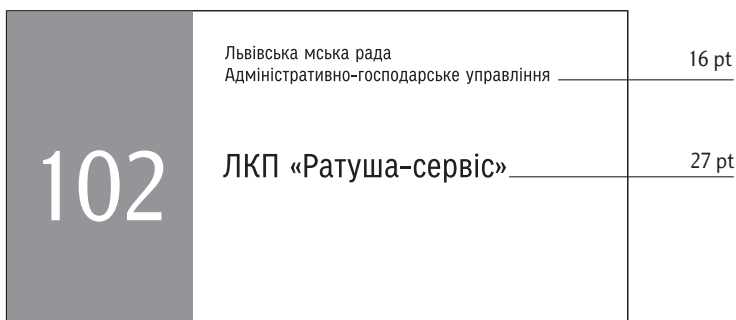 Львівська мська рада
Адміністративно-господарське управління
16 pt
102
ЛКП «Ратуша-сервіс»
27 pt